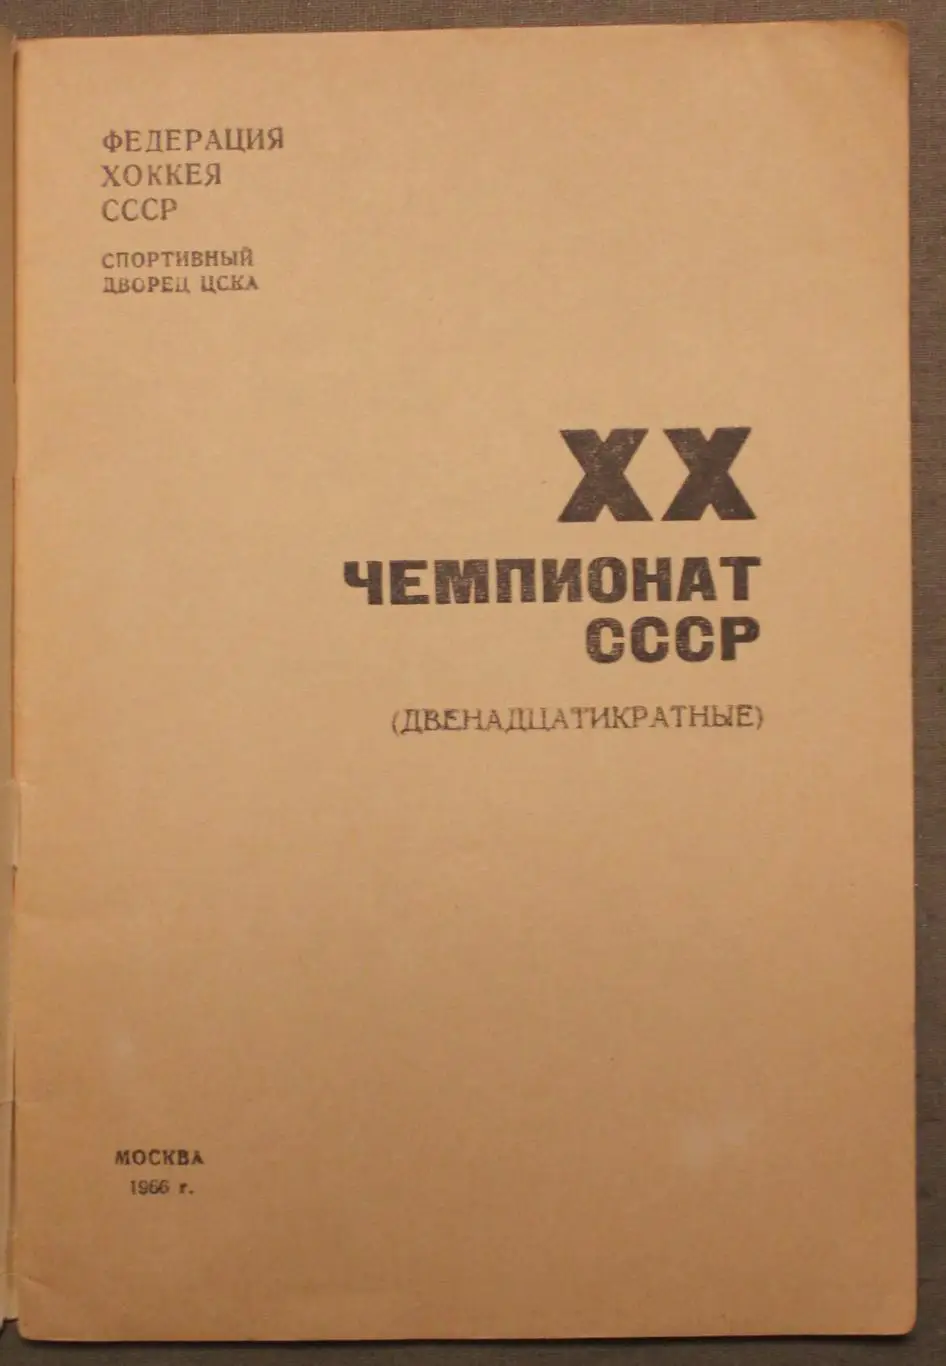 ФЕДЕРАЦИЯ
ХОККЕЯ
СССР
СПОРТИВНЫЙ
ДВОРЕЦ ЦСКА
XX
ЧЕМПИОНАТ
СССР
(ДВЕНАДЦАТИКРАТНЫЕ)
МОСКВА
1966 г.